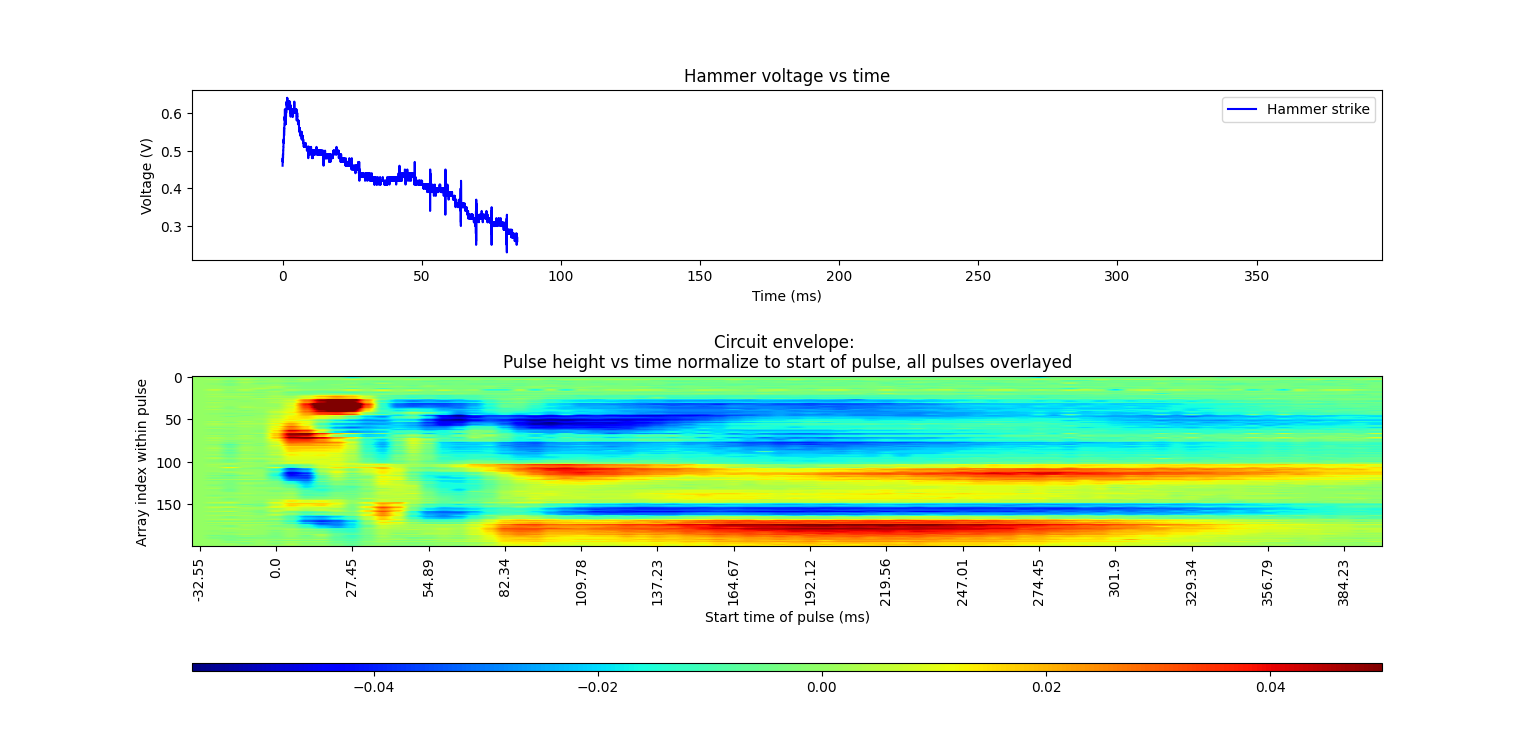 Hammer voltage vs time
Hammer strike
Voltage (V)
0.6
0.5
0.4
0.3
0 50 100 150 200 250 300 350
Time (ms)
Circuit envelope:
Pulse height vs time normalize to start of pulse, all pulses overlayed
Array index within pulse
0
50
100
150
-32.55 0.0 27.45 54.89 82.34 109.78 137.23 164.67 192.12 219.56 247.01 274.45 301.9 329.34 356.79 384.23
Start time of pulse (ms)
−0.04 −0.02 0.00 0.02 0.04